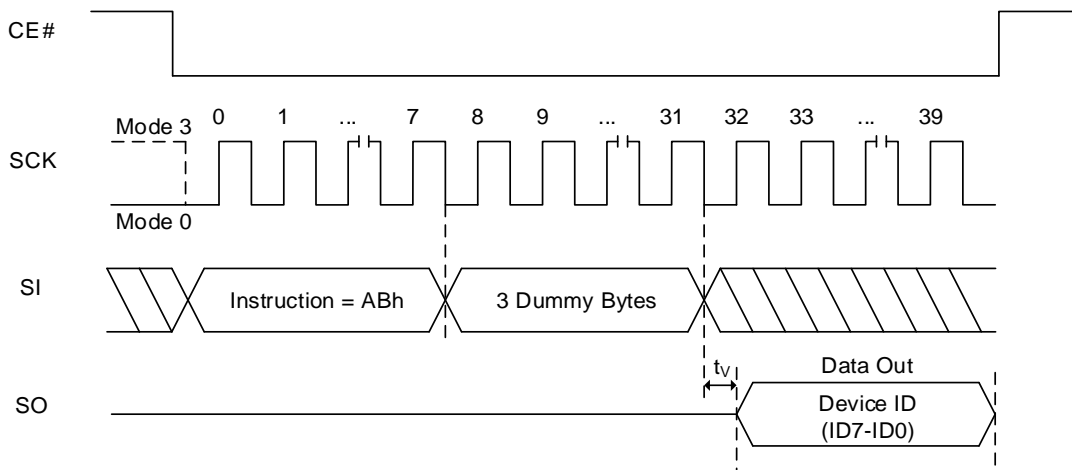 CE#
Mode 3
0 1 ... 7 8 9 ... 31 32 33 ... 39
SCK
Mode 0
SI
Instruction = ABh
3 Dummy Bytes
tV
Data Out
SO
Device ID
(ID7-ID0)